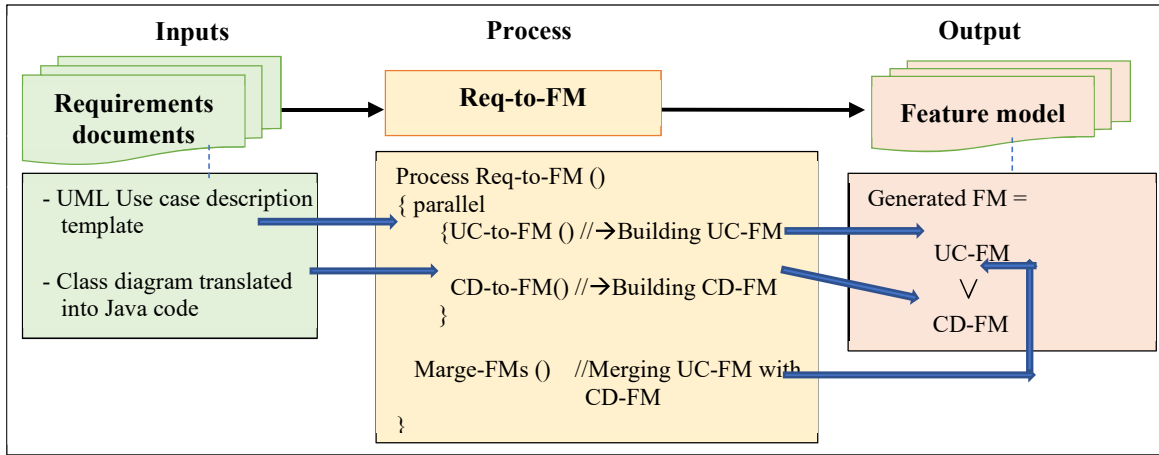 Inputs
Process
Output
Requirements
documents
Req-to-FM
Feature model
- UML Use case description
template
- Class diagram translated
into Java code
Process Req-to-FM ()
{ parallel
{UC-to-FM () //→Building UC-FM
CD-to-FM() //→Building CD-FM
}
Marge-FMs () //Merging UC-FM with
CD-FM
}
Generated FM =
UC-FM
∨
CD-FM